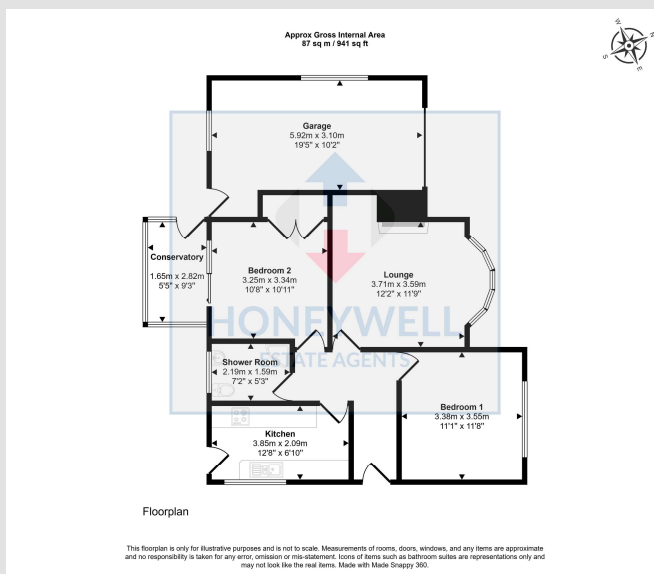 Approx Gross Internal Area
87 sq m / 941 sq ft
W
N
S
E
Garage
5.92m x 3.10m
19'5" x 10'2"
Conservatory
1.65m x 2.82m
5'5" x 9'3"
Bedroom 2
3.25m x 3.34m
10'8" x 10'11"
Lounge
3.71m x 3.59m
12'2" x 11'9"
HONEYWELL
ESTATE AGENTS
Shower Room
2.19m x 1.59m
7'2" x 5'3"
Bedroom 1
3.38m x 3.55m
11'1" x 11'8"
Kitchen
3.85m x 2.09m
12'8" x 6'10"
Floorplan
This floorplan is only for illustrative purposes and is not to scale. Measurements of rooms, doors, windows, and any items are approximate
and no responsibility is taken for any error, omission or mis-statement. Icons of items such as bathroom suites are representations only and
may not look like the real items. Made with Made Snappy 360.